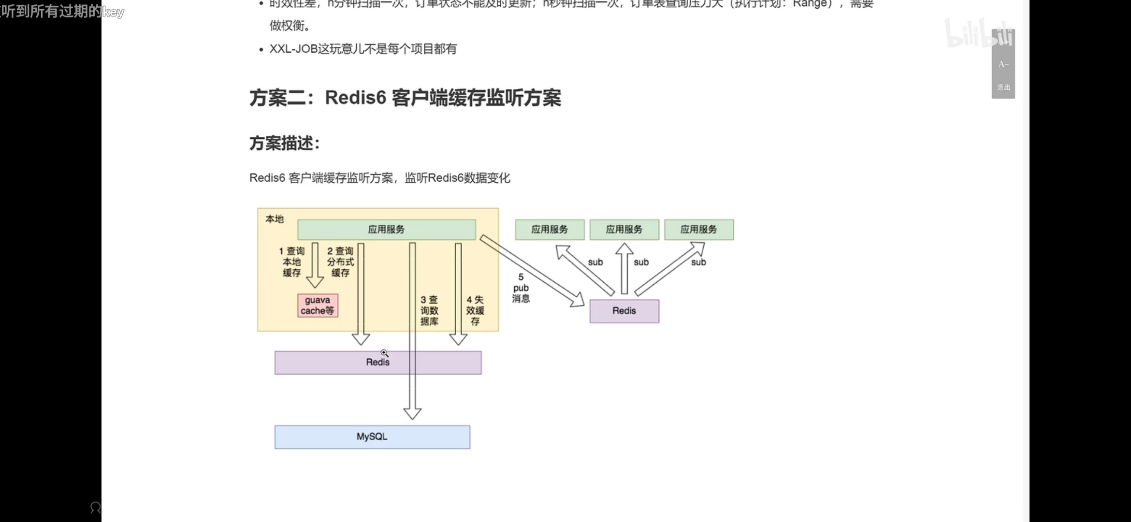 听到所有过期的key
时效性差，n分钟扫描一次，订单状态不能及时更新；n秒钟扫描一次，订单表查询压力大（执行计划：Range），需要
做权衡。
XXL-JOB这玩意儿不是每个项目都有
bilibili
A-
导出
方案二：Redis6 客户端缓存监听方案
方案描述：
Redis6 客户端缓存监听方案，监听Redis6数据变化
本地
应用服务
应用服务
应用服务
应用服务
1 查询
本地
缓存
2 查询
分布式
缓存
guava
cache等
3 查
询数
据库
4 失
效缓
存
5
pub
消息
sub
sub
sub
Redis
Redis
MySQL